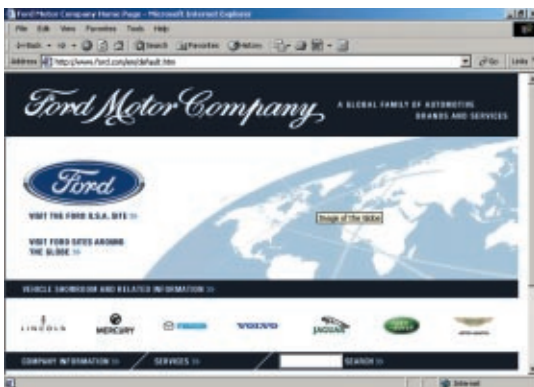 Ford Motor Company Home Page - Microsoft Internet Explorer
File Edit View Favorites Tools Help
Back Search Favorites History
Address http://www.ford.com/en/default.htm Go Links
Ford Motor Company
A GLOBAL FAMILY OF AUTOMOTIVE
BRANDS AND SERVICES
Ford
VISIT THE FORD U.S.A. SITE »
VISIT FORD SITES AROUND
THE GLOBE »
Image of the Globe
VEHICLE SHOWROOM AND RELATED INFORMATION »
LINCOLN
MERCURY
VOLVO
JAGUAR
COMPANY INFORMATION »
SERVICES »
SEARCH »
Internet